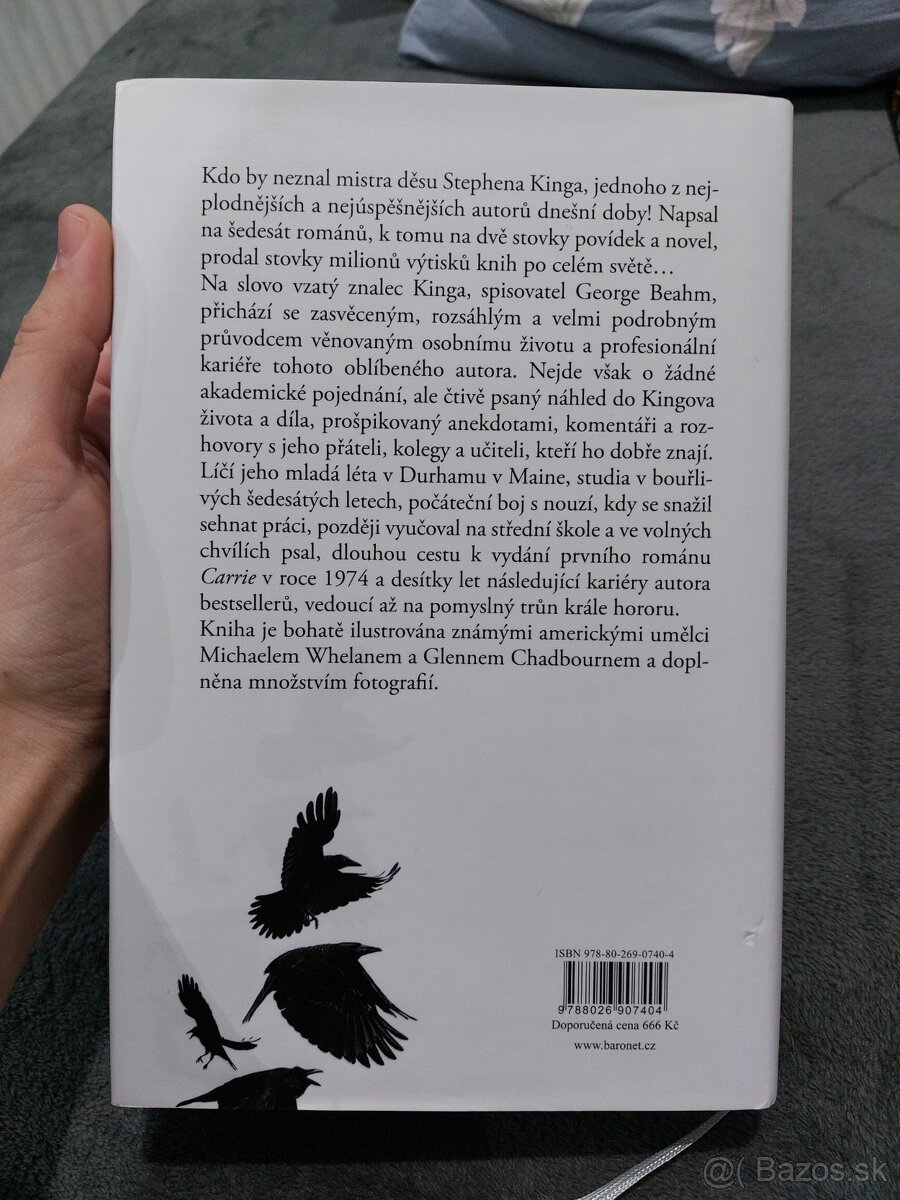 Kdo by neznal mistra děsu Stephena Kinga, jednoho z nej-
plodnějších a nejúspěšnějších autorů dnešní doby! Napsal
na šedesát románů, k tomu na dvě stovky povídek a novel,
prodal stovky milionů výtisků knih po celém světě…
Na slovo vzatý znalec Kinga, spisovatel George Beahm,
přichází se zasvěceným, rozsáhlým a velmi podrobným
průvodcem věnovaným osobnímu životu a profesionální
kariéře tohoto oblíbeného autora. Nejde však o žádné
akademické pojednání, ale čtivě psaný náhled do Kingova
života a díla, prošpikovaný anekdotami, komentáři a roz-
hovory s jeho přáteli, kolegy a učiteli, kteří ho dobře znají.
Líčí jeho mladá léta v Durhamu v Maine, studia v bouřli-
vých šedesátých letech, počáteční boj s nouzí, kdy se snažil
sehnat práci, později vyučoval na střední škole a ve volných
chvílích psal, dlouhou cestu k vydání prvního románu
Carrie v roce 1974 a desítky let následující kariéry autora
bestsellerů, vedoucí až na pomyslný trůn krále hororu.
Kniha je bohatě ilustrována známými americkými umělci
Michaelem Whelanem a Glennem Chadbournem a dopl-
něna množstvím fotografií.
ISBN 978-80-269-0740-4
9788026907404
Doporučená cena 666 Kč
www.baronet.cz
@( Bazos.sk